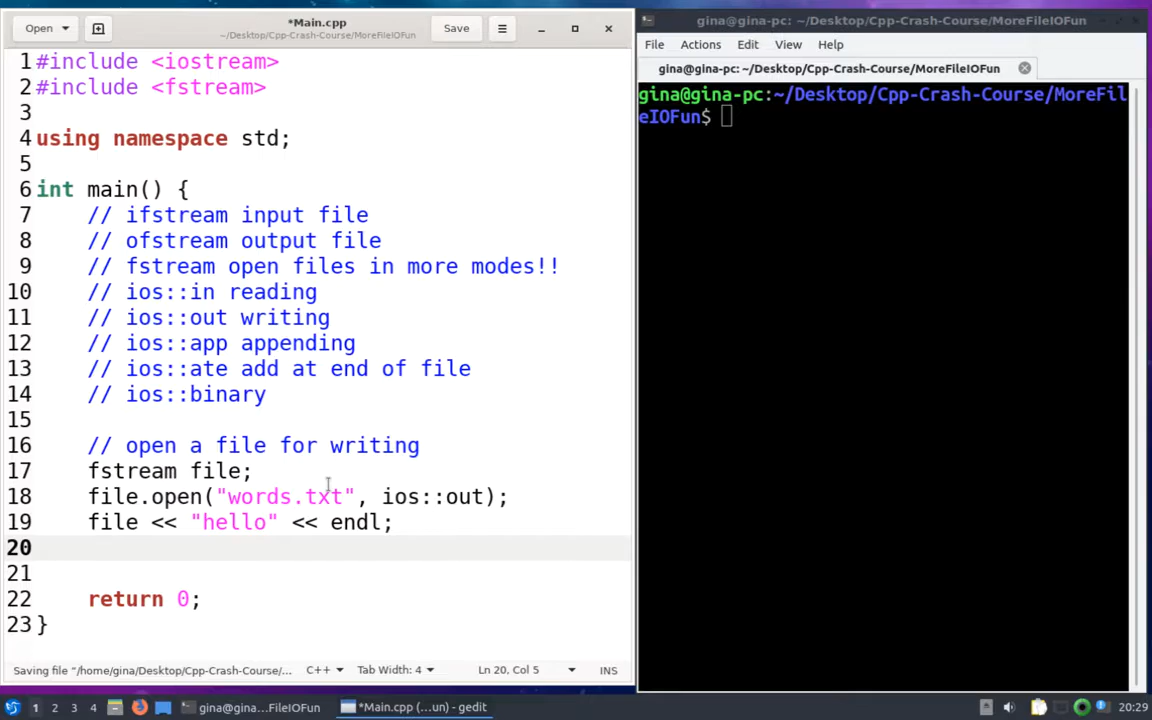 Open
*Main.cpp
~/Desktop/Cpp-Crash-Course/MoreFileIOFun
Save
1 #include <iostream>
2 #include <fstream>
3
4 using namespace std;
5
6 int main() {
7 // ifstream input file
8 // ofstream output file
9 // fstream open files in more modes!!
10 // ios::in reading
11 // ios::out writing
12 // ios::app appending
13 // ios::ate add at end of file
14 // ios::binary
15
16 // open a file for writing
17 fstream file;
18 file.open("words.txt", ios::out);
19 file << "hello" << endl;
20
21
22 return 0;
23 }
Saving file "/home/gina/Desktop/Cpp-Crash-Course/... C++ Tab Width: 4 Ln 20, Col 5 INS
gina@gina-pc: ~/Desktop/Cpp-Crash-Course/MoreFileIOFun
File Actions Edit View Help
gina@gina-pc: ~/Desktop/Cpp-Crash-Course/MoreFileIOFun
gina@gina-pc:~/Desktop/Cpp-Crash-Course/MoreFil
eIOFun$
1 2 3 4 gina@gina...FileIOFun *Main.cpp (...un) - gedit 20:29